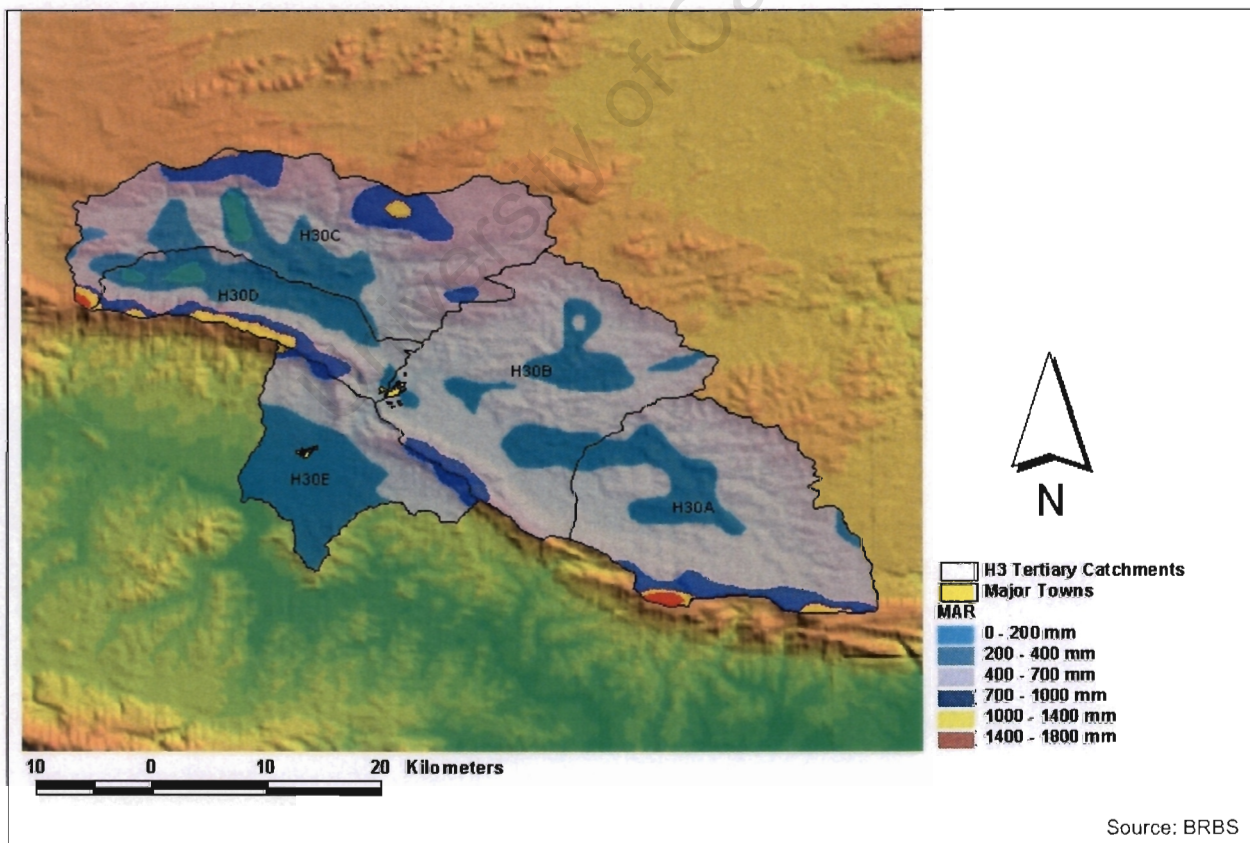 H30C
H30D
H30B
H30E
H30A
N
H3 Tertiary Catchments
Major Towns
MAR
0 - 200 mm
200 - 400 mm
400 - 700 mm
700 - 1000 mm
1000 - 1400 mm
1400 - 1800 mm
10 0 10 20 Kilometers
Source: BRBS